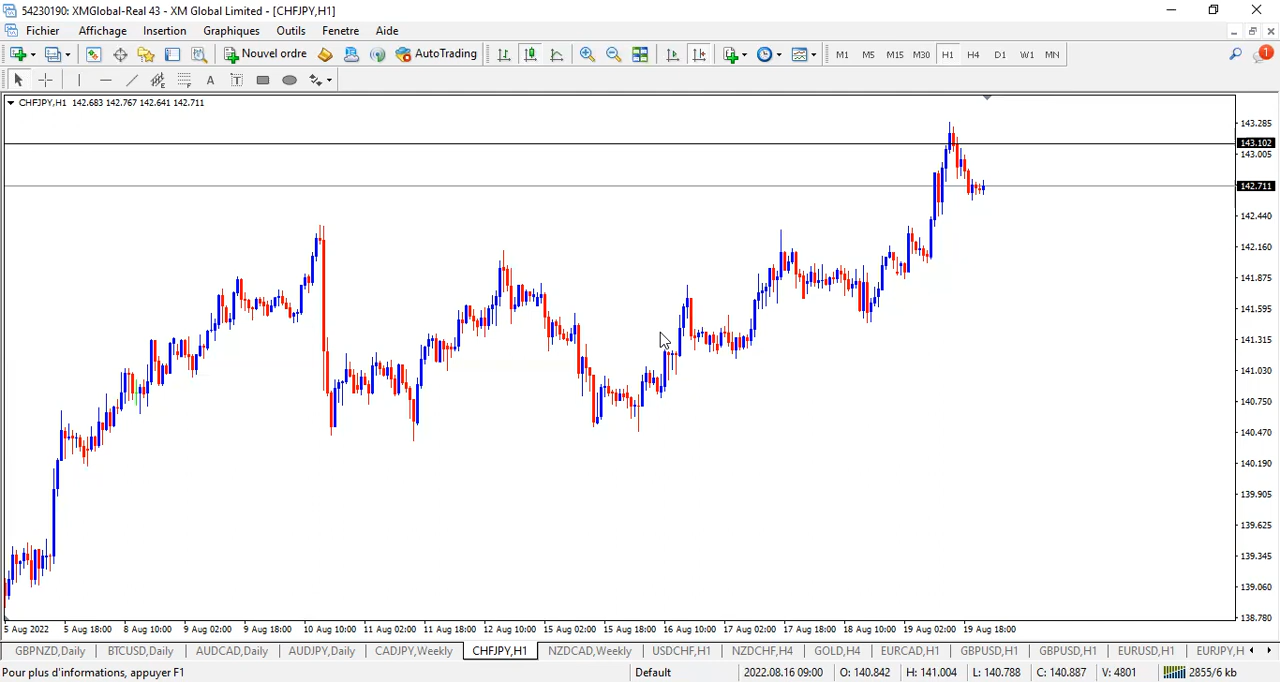 54230190: XMGlobal-Real 43 - XM Global Limited - [CHFJPY,H1]
Fichier Affichage Insertion Graphiques Outils Fenetre Aide
Nouvel ordre AutoTrading M1 M5 M15 M30 H1 H4 D1 W1 MN 1
A T
CHFJPY,H1 142.683 142.767 142.641 142.711
143.285
143.102
143.005
142.711
142.440
142.160
141.875
141.595
141.315
141.030
140.750
140.470
140.190
139.905
139.625
139.345
139.060
138.780
5 Aug 2022 5 Aug 18:00 8 Aug 10:00 9 Aug 02:00 9 Aug 18:00 10 Aug 10:00 11 Aug 02:00 11 Aug 18:00 12 Aug 10:00 15 Aug 02:00 15 Aug 18:00 16 Aug 10:00 17 Aug 02:00 17 Aug 18:00 18 Aug 10:00 19 Aug 02:00 19 Aug 18:00
GBPNZD,Daily BTCUSD,Daily AUDCAD,Daily AUDJPY,Daily CADJPY,Weekly CHFJPY,H1 NZDCAD,Weekly USDCHF,H1 NZDCHF,H4 GOLD,H4 EURCAD,H1 GBPUSD,H1 GBPUSD,H1 EURUSD,H1 EURJPY,H
Pour plus d'informations, appuyer F1 Default 2022.08.16 09:00 O: 140.842 H: 141.004 L: 140.788 C: 140.887 V: 4801 2855/6 kb